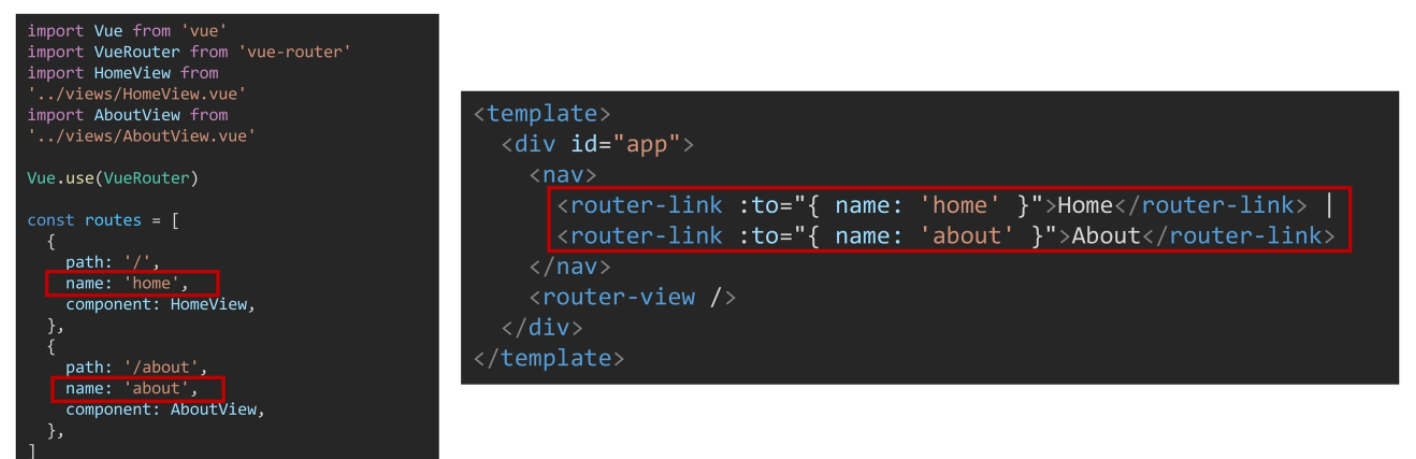 import Vue from 'vue'
import VueRouter from 'vue-router'
import HomeView from
'../views/HomeView.vue'
import AboutView from
'../views/AboutView.vue'
Vue.use(VueRouter)
const routes = [
{
path: '/',
name: 'home',
component: HomeView,
},
{
path: '/about',
name: 'about',
component: AboutView,
},
]
<template>
<div id="app">
<nav>
<router-link :to="{ name: 'home' }">Home</router-link> |
<router-link :to="{ name: 'about' }">About</router-link>
</nav>
<router-view />
</div>
</template>